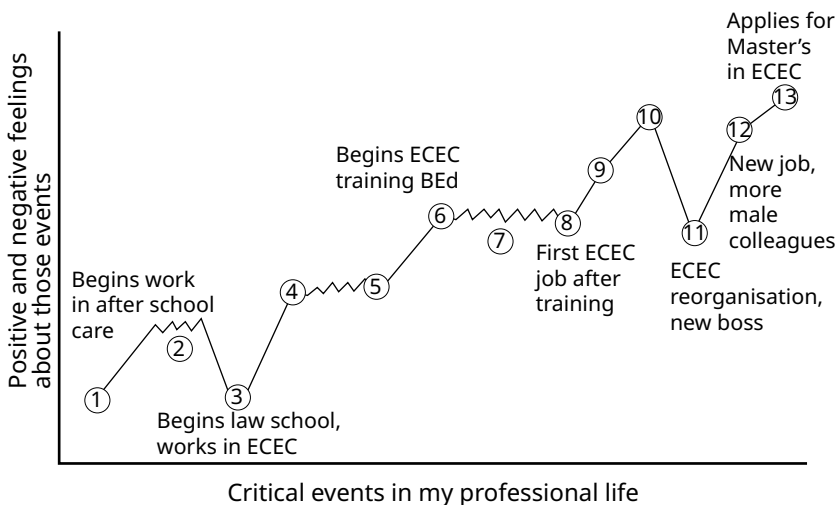 Applies for
Master's
in ECEC
13
10
12
Begins ECEC
training BEd
9
New job,
more
male
colleagues
6
7
8
11
First ECEC
job after
training
ECEC
reorganisation,
new boss
Begins work
in after school
care
4
5
2
1
3
Begins law school,
works in ECEC
Positive and negative feelings
about those events
Critical events in my professional life